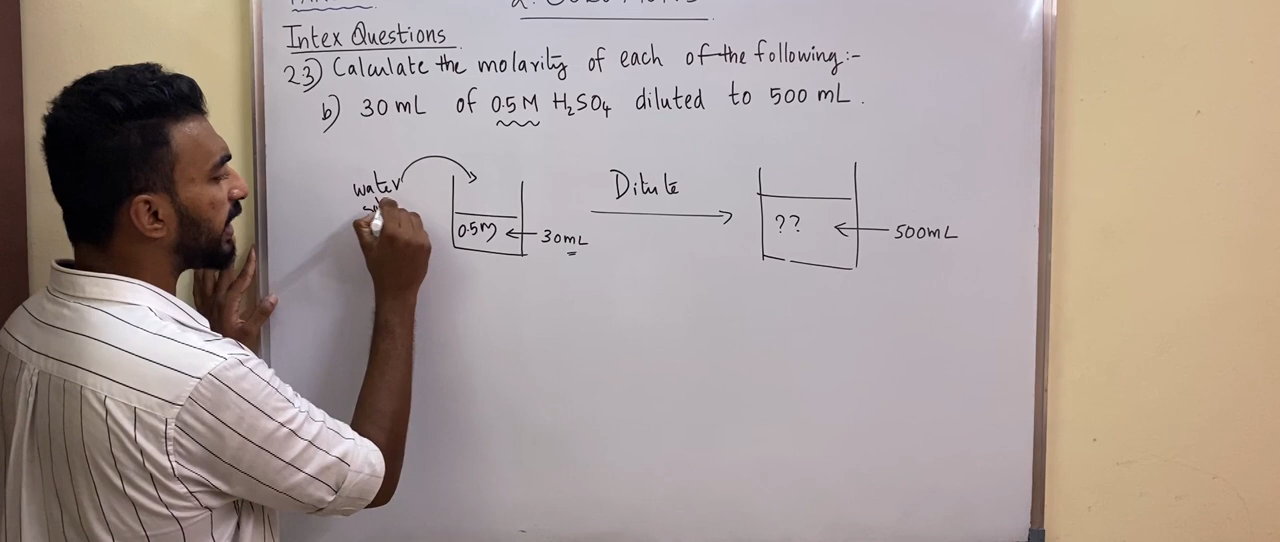 Intex Questions
2.3) Calculate the molarity of each of the following:-
b) 30 mL of 0.5 M H₂SO₄ diluted to 500 mL.
water
Dilute
0.5M
30mL
??
500mL